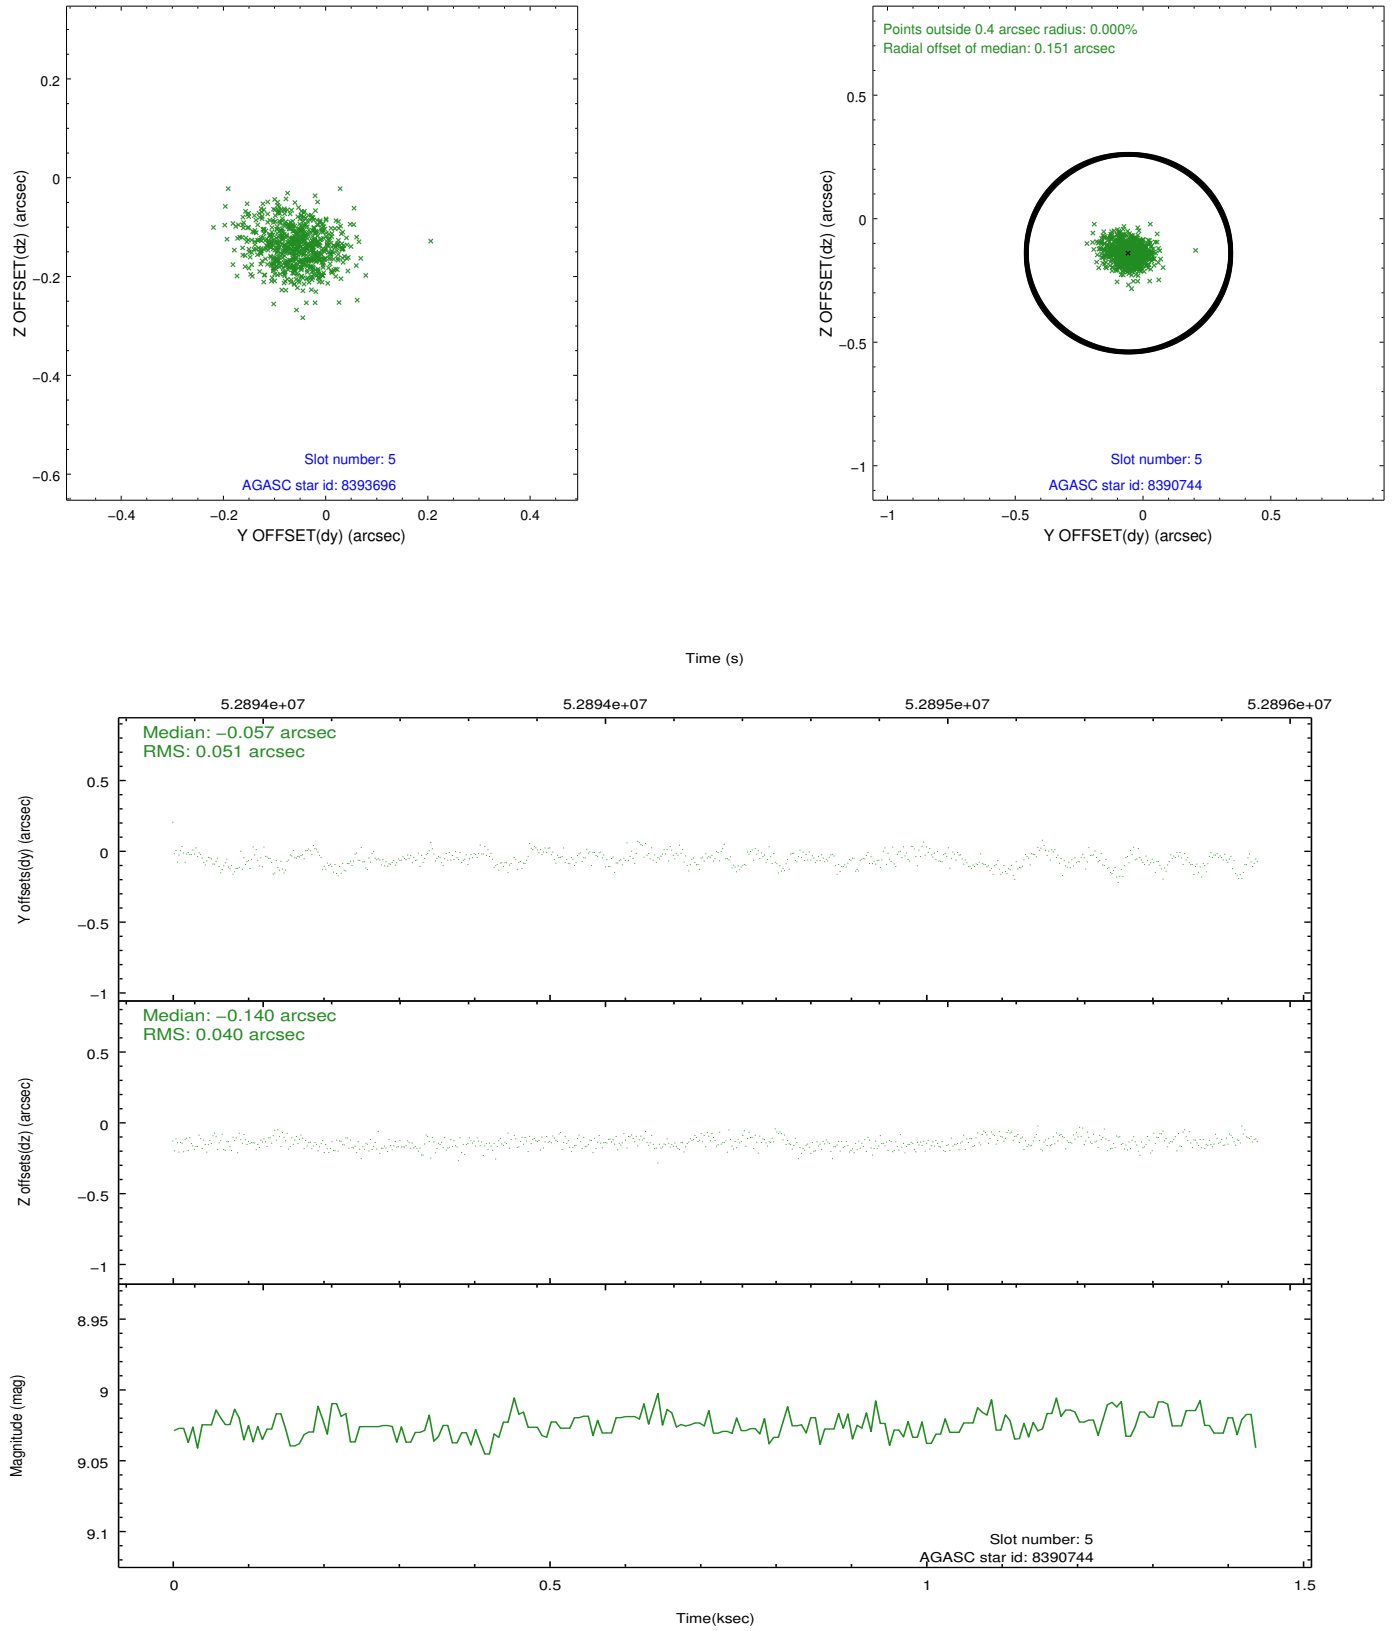 0.2
0
−0.2
−0.4
−0.6
Z OFFSET(dz) (arcsec)
Slot number: 5
AGASC star id: 8393696
−0.4
−0.2
0
0.2
0.4
Y OFFSET(dy) (arcsec)
Points outside 0.4 arcsec radius: 0.000%
Radial offset of median: 0.151 arcsec
0.5
0
−0.5
−1
Z OFFSET(dz) (arcsec)
Slot number: 5
AGASC star id: 8390744
−1
−0.5
0
0.5
Y OFFSET(dy) (arcsec)
Time (s)
5.2894e+07
5.2894e+07
5.2895e+07
5.2896e+07
Median: −0.057 arcsec
RMS: 0.051 arcsec
0.5
0
−0.5
−1
Y offsets(dy) (arcsec)
Median: −0.140 arcsec
RMS: 0.040 arcsec
0.5
0
−0.5
−1
Z offsets(dz) (arcsec)
8.95
9
9.05
9.1
Magnitude (mag)
Slot number: 5
AGASC star id: 8390744
0
0.5
1
1.5
Time(ksec)